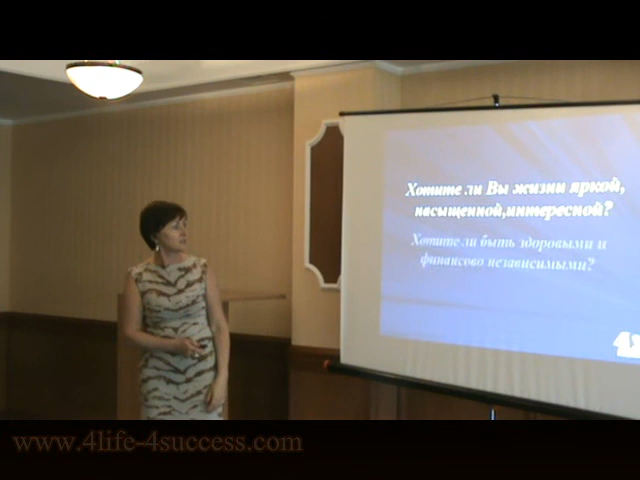 Хотите ли Вы жизни яркой,
насыщенной,интересной?
Хотите ли быть здоровыми и
финансово независимыми?
www.4life-4success.com